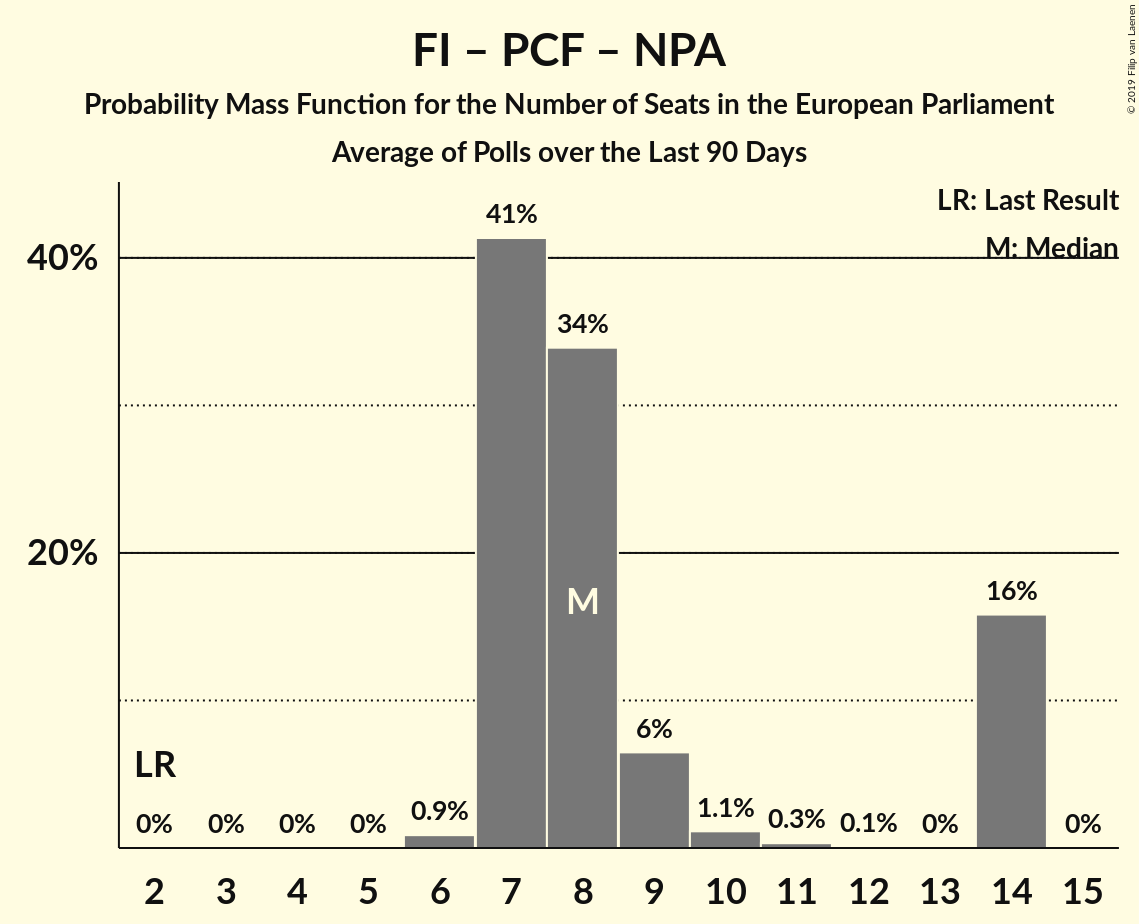 FI – PCF – NPA
Probability Mass Function for the Number of Seats in the European Parliament
Average of Polls over the Last 90 Days
© 2019 Filip van Laenen
LR: Last Result
M: Median
41%
40%
34%
20%
16%
M
6%
LR
0% 0% 0% 0% 0.9% 1.1% 0.3% 0.1% 0% 0%
2 3 4 5 6 7 8 9 10 11 12 13 14 15